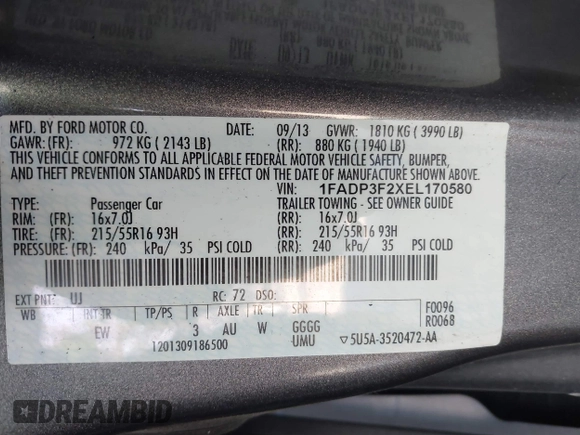 MFD. BY FORD MOTOR CO. DATE: 09/13 GVWR: 1810 KG ( 3990 LB)
GAWR: (FR): 972 KG ( 2143 LB) (RR): 880 KG ( 1940 LB)
THIS VEHICLE CONFORMS TO ALL APPLICABLE FEDERAL MOTOR VEHICLE SAFETY, BUMPER,
AND THEFT PREVENTION STANDARDS IN EFFECT ON THE DATE OF MANUFACTURE SHOWN ABOVE.
VIN: 1FADP3F2XEL170580
TYPE: Passenger Car TRAILER TOWING - SEE OWNER GUIDE
RIM: (FR): 16x7.0J (RR): 16x7.0J
TIRE: (FR): 215/55R16 93H (RR): 215/55R16 93H
PRESSURE: (FR): 240 kPa/ 35 PSI COLD (RR): 240 kPa/ 35 PSI COLD
EXT PNT: UJ RC: 72 DSO:
WB INT TR TP/PS R AXLE TR SPR F0096
EW 3 AU W GGGG R0068
1201309186500 UMU 5U5A-3520472-AA
DREAMBID